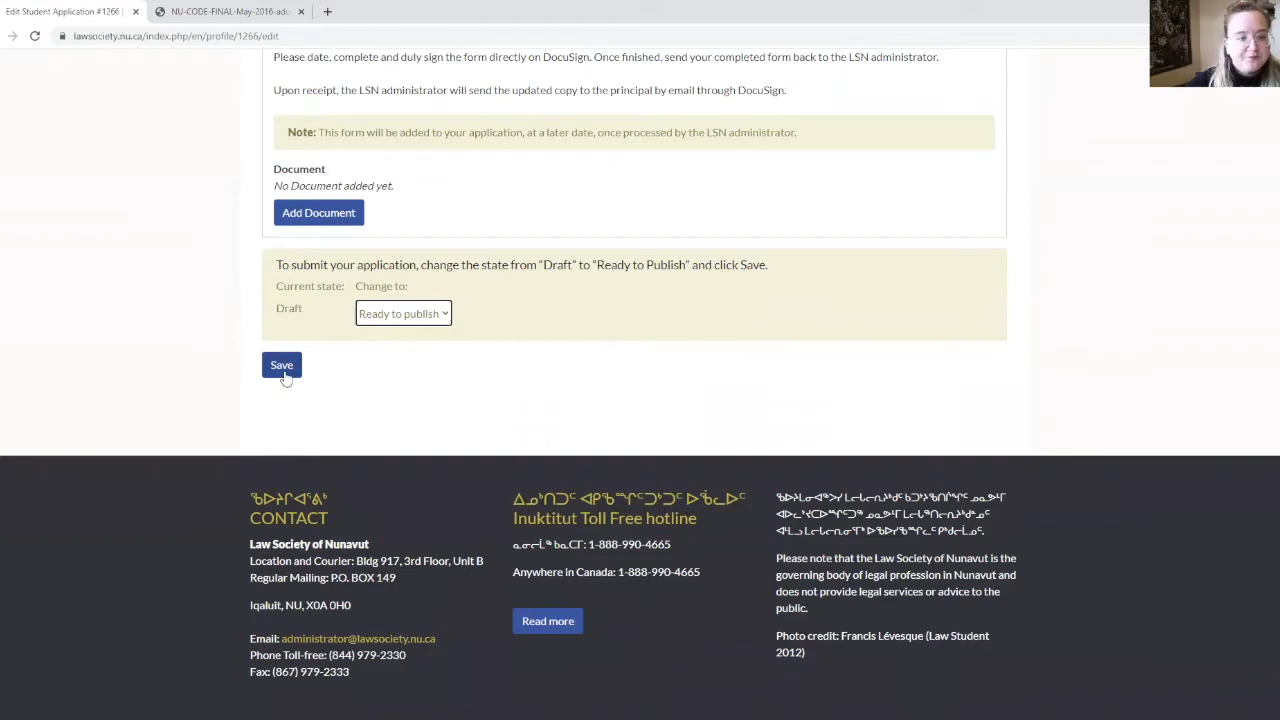 Edit Student Application #1266 |
NU-CODE-FINAL-May-2016-ado
lawsociety.nu.ca/index.php/en/profile/1266/edit
Please date, complete and duly sign the form directly on DocuSign. Once finished, send your completed form back to the LSN administrator.
Upon receipt, the LSN administrator will send the updated copy to the principal by email through DocuSign.
Note: This form will be added to your application, at a later date, once processed by the LSN administrator.
Document
No Document added yet.
Add Document
To submit your application, change the state from “Draft” to “Ready to Publish” and click Save.
Current state: Change to:
Draft
Ready to publish
Save
CONTACT
Law Society of Nunavut
Location and Courier: Bldg 917, 3rd Floor, Unit B
Regular Mailing: P.O. BOX 149
Iqaluit, NU, X0A 0H0
Email: administrator@lawsociety.nu.ca
Phone Toll-free: (844) 979-2330
Fax: (867) 979-2333
Inuktitut Toll Free hotline
1-888-990-4665
Anywhere in Canada: 1-888-990-4665
Read more
Please note that the Law Society of Nunavut is the
governing body of legal profession in Nunavut and
does not provide legal services or advice to the
public.
Photo credit: Francis Lévesque (Law Student
2012)